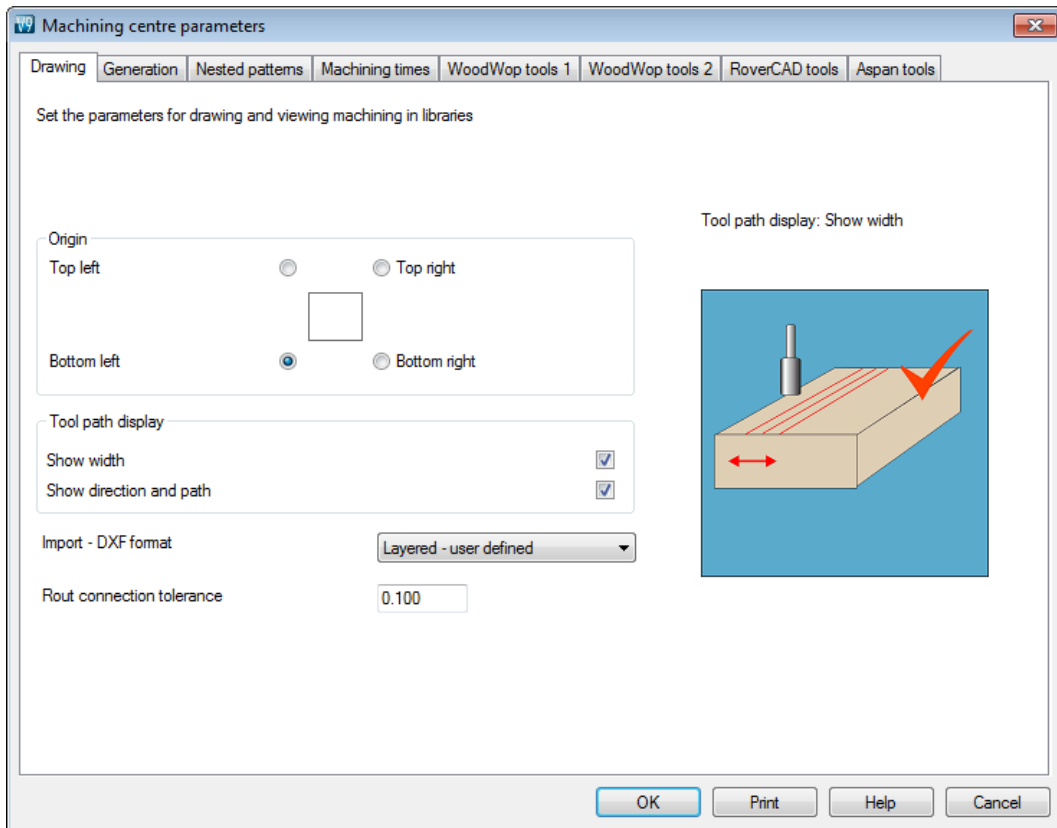 V9 Machining centre parameters
Drawing Generation Nested patterns Machining times WoodWop tools 1 WoodWop tools 2 RoverCAD tools Aspan tools
Set the parameters for drawing and viewing machining in libraries
Tool path display: Show width
Origin
Top left Top right
Bottom left Bottom right
Tool path display
Show width
Show direction and path
Import - DXF format Layered - user defined
Rout connection tolerance 0.100
OK Print Help Cancel